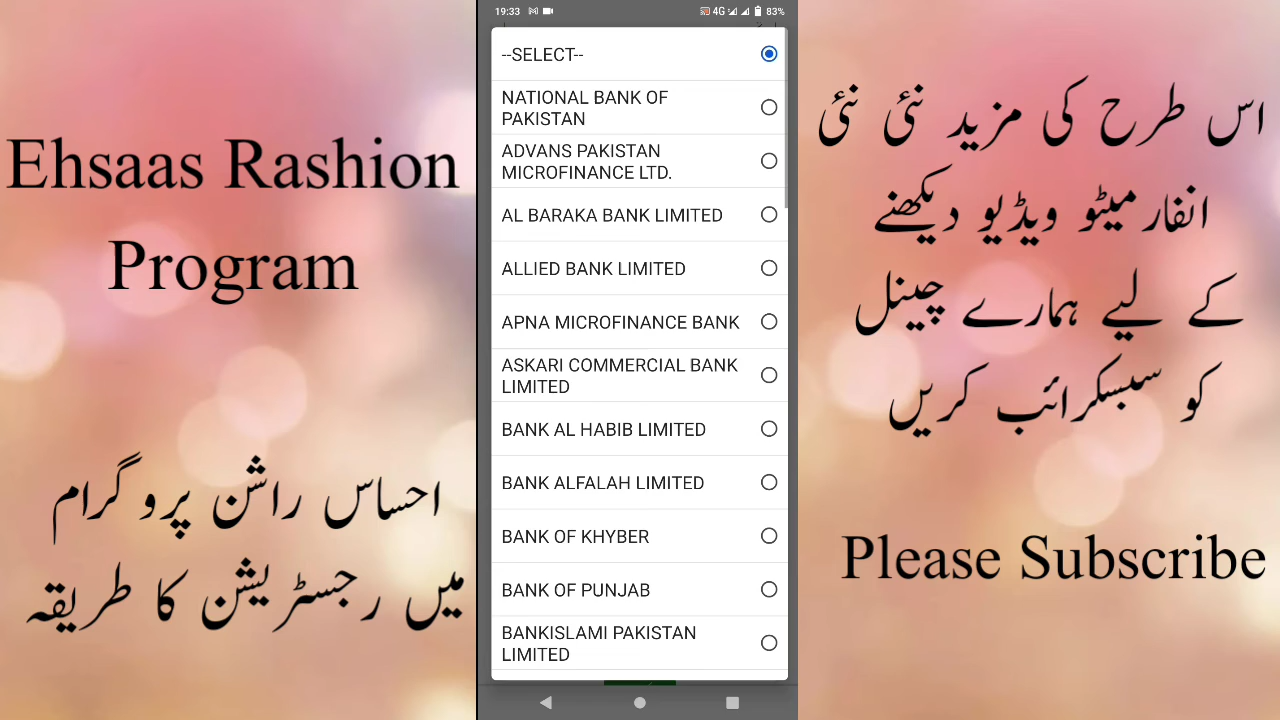 Ehsaas Rashion
Program
احساس راشن پروگرام
میں رجسٹریشن کا طریقہ
19:33
4G
83%
--SELECT--
NATIONAL BANK OF
PAKISTAN
ADVANS PAKISTAN
MICROFINANCE LTD.
AL BARAKA BANK LIMITED
ALLIED BANK LIMITED
APNA MICROFINANCE BANK
ASKARI COMMERCIAL BANK
LIMITED
BANK AL HABIB LIMITED
BANK ALFALAH LIMITED
BANK OF KHYBER
BANK OF PUNJAB
BANKISLAMI PAKISTAN
LIMITED
اس طرح کی مزید نئی نئی
انفارمیٹو ویڈیو دیکھنے
کے لیے ہمارے چینل
کو سبسکرائب کریں
Please Subscribe